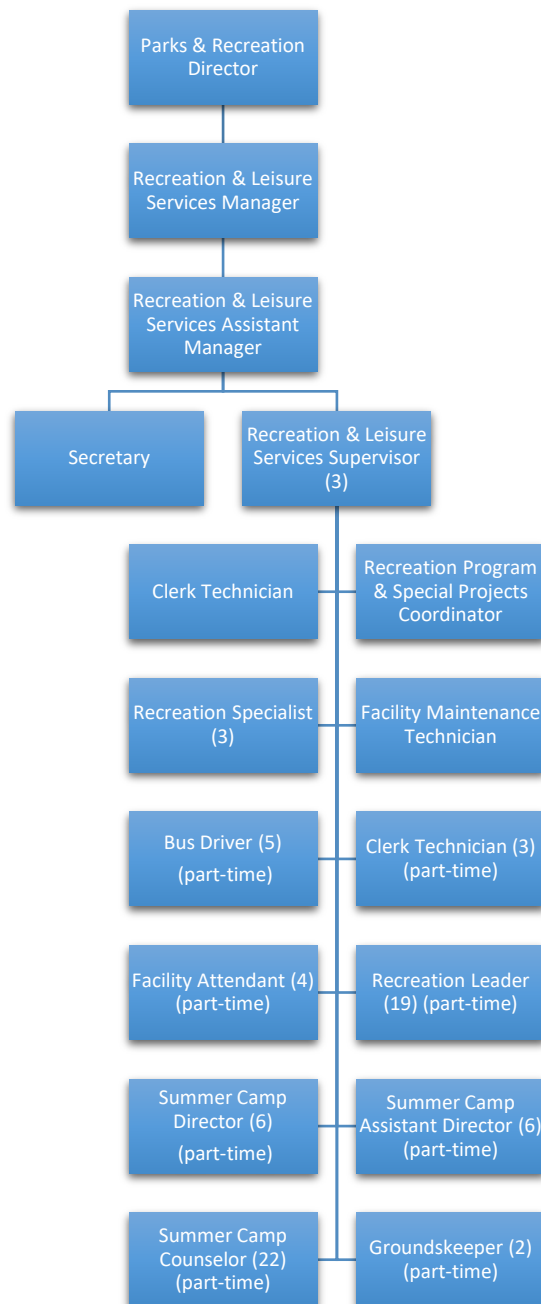 Parks & Recreation
Director
Recreation & Leisure
Services Manager
Recreation & Leisure
Services Assistant
Manager
Secretary
Recreation & Leisure
Services Supervisor
(3)
Clerk Technician
Recreation Program
& Special Projects
Coordinator
Recreation Specialist
(3)
Facility Maintenance
Technician
Bus Driver (5)
(part-time)
Clerk Technician (3)
(part-time)
Facility Attendant (4)
(part-time)
Recreation Leader
(19) (part-time)
Summer Camp
Director (6)
(part-time)
Summer Camp
Assistant Director (6)
(part-time)
Summer Camp
Counselor (22)
(part-time)
Groundskeeper (2)
(part-time)